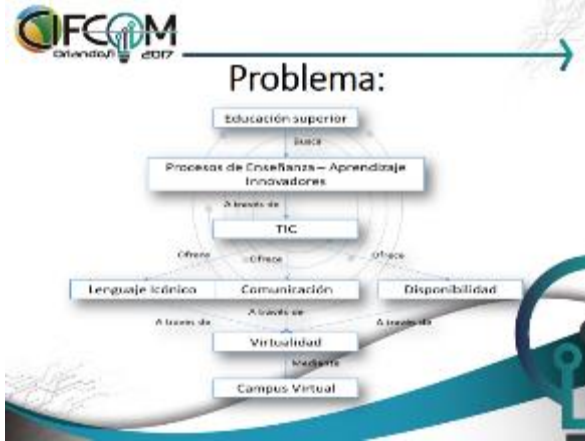 CIFCOM
Orlando/fl 2017
Problema:
Educación superior
Busca
Procesos de Enseñanza – Aprendizaje
Innovadores
A través de
TIC
Ofrece
Ofrece
Ofrece
Lenguaje Icónico
Comunicación
Disponibilidad
A través de
A través de
A través de
Virtualidad
Mediante
Campus Virtual